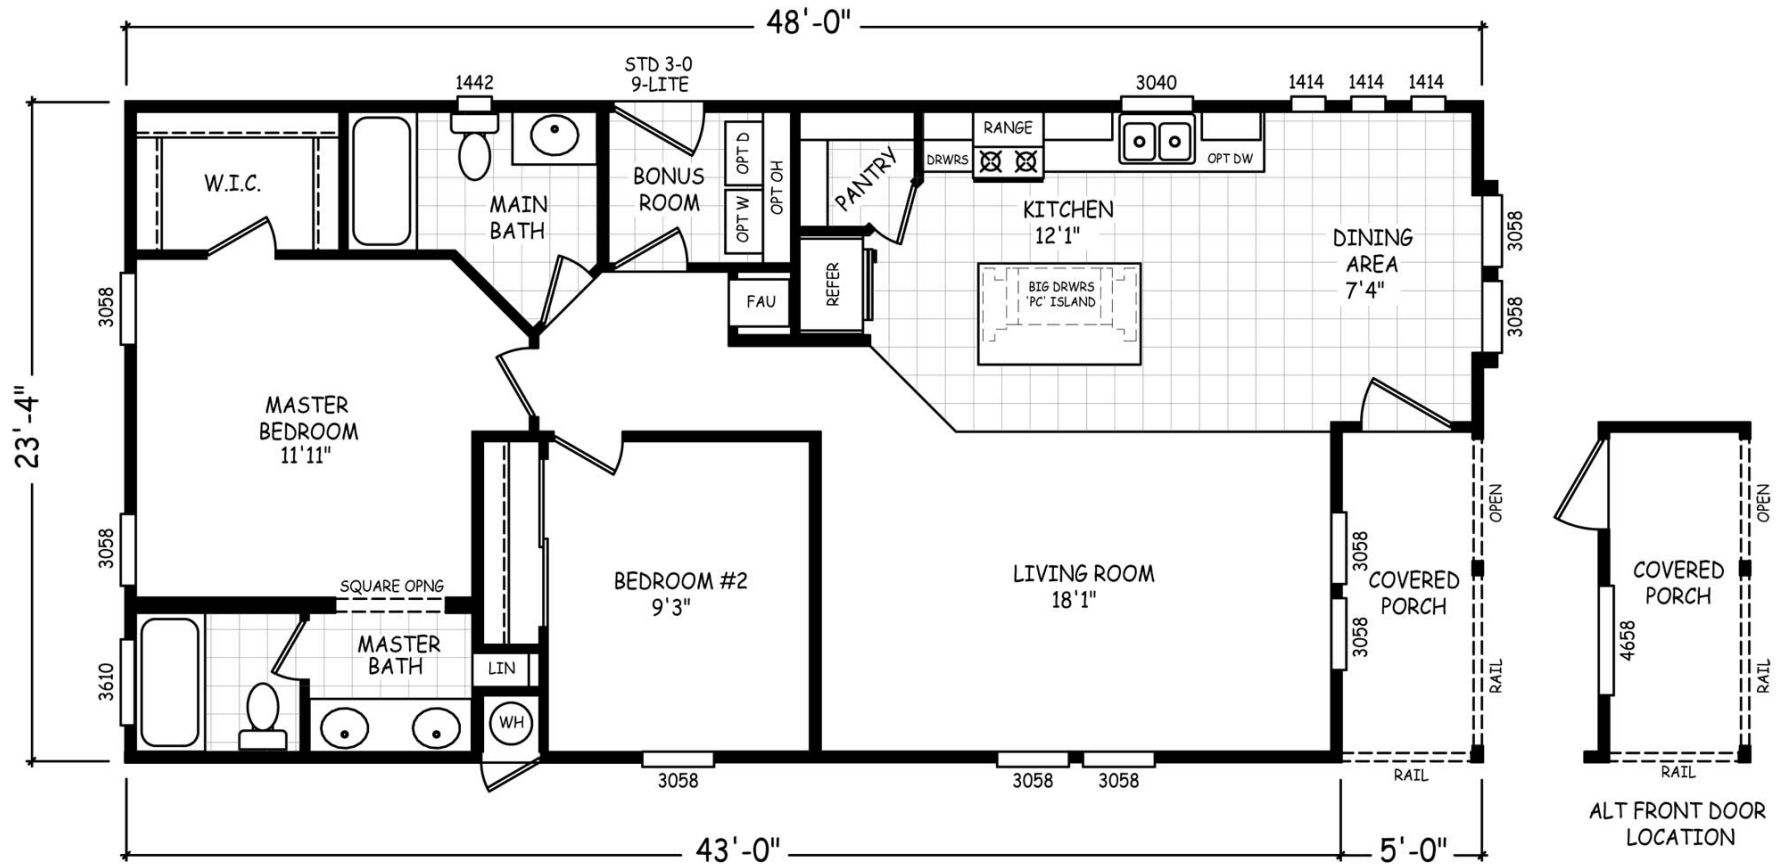 48'-0"
STD 3-0
9-LITE
1442
3040
1414
1414
1414
RANGE
DRWRS
OPT DW
OPT D
OPT W
OPT OH
PANTRY
BONUS
ROOM
W.I.C.
MAIN
BATH
KITCHEN
12'1"
DINING
AREA
7'4"
3058
3058
REFER
BIG DRWRS
'PC' ISLAND
FAU
3058
23'-4"
MASTER
BEDROOM
11'11"
3058
SQUARE OPNG
BEDROOM #2
9'3"
LIVING ROOM
18'1"
3058
3058
COVERED
PORCH
OPEN
RAIL
RAIL
3610
MASTER
BATH
LIN
WH
3058
3058
3058
43'-0"
5'-0"
OPEN
COVERED
PORCH
4658
RAIL
RAIL
ALT FRONT DOOR
LOCATION